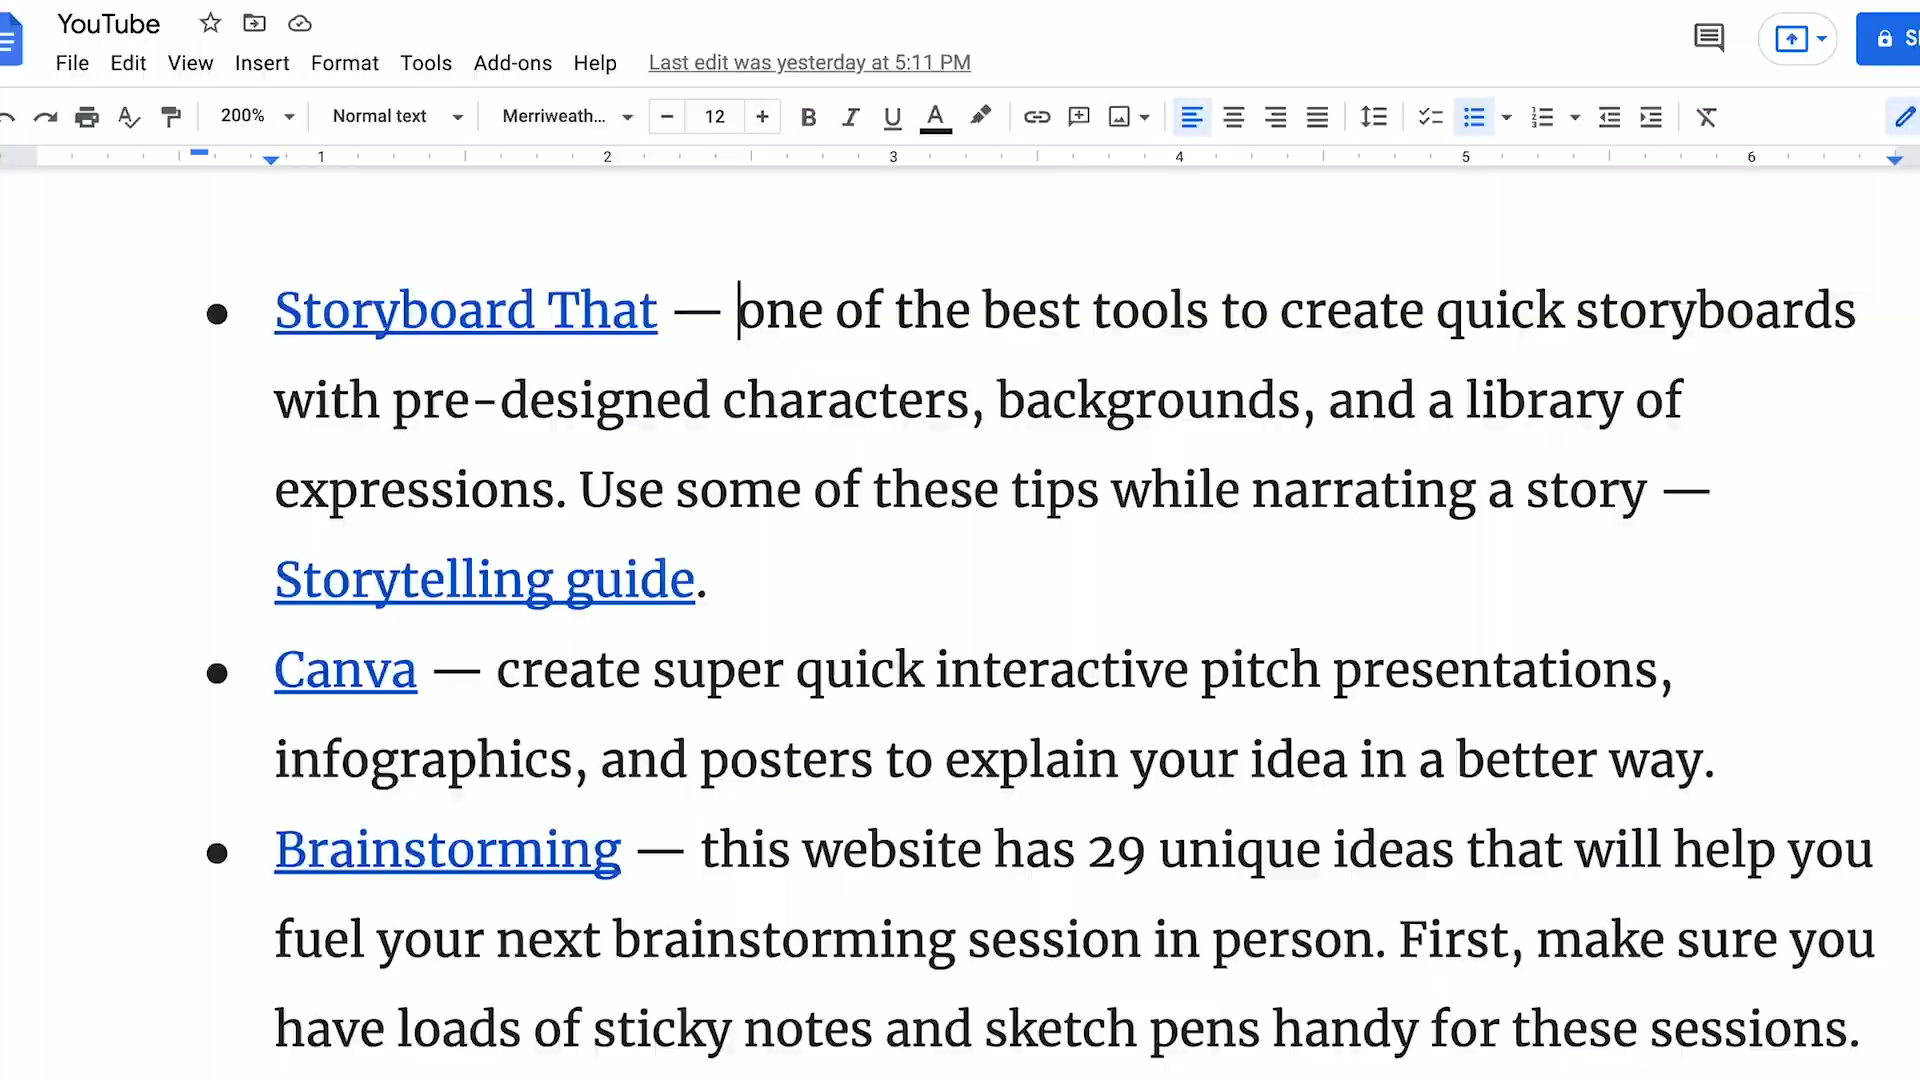 YouTube
File Edit View Insert Format Tools Add-ons Help Last edit was yesterday at 5:11 PM
200% Normal text Merriweath... − 12 + B I U A
1 2 3 4 5 6
● Storyboard That — one of the best tools to create quick storyboards
with pre-designed characters, backgrounds, and a library of
expressions. Use some of these tips while narrating a story —
Storytelling guide.
● Canva — create super quick interactive pitch presentations,
infographics, and posters to explain your idea in a better way.
● Brainstorming — this website has 29 unique ideas that will help you
fuel your next brainstorming session in person. First, make sure you
have loads of sticky notes and sketch pens handy for these sessions.